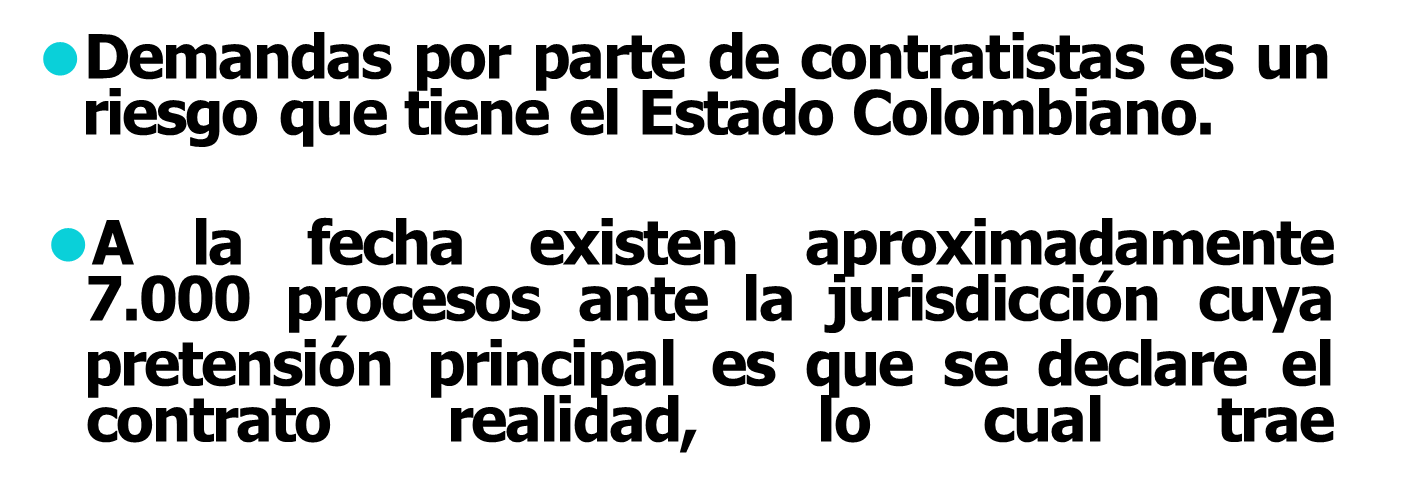 ●Demandas por parte de contratistas es un
riesgo que tiene el Estado Colombiano.
●A la fecha existen aproximadamente
7.000 procesos ante la jurisdicción cuya
pretensión principal es que se declare el
contrato realidad, lo cual trae